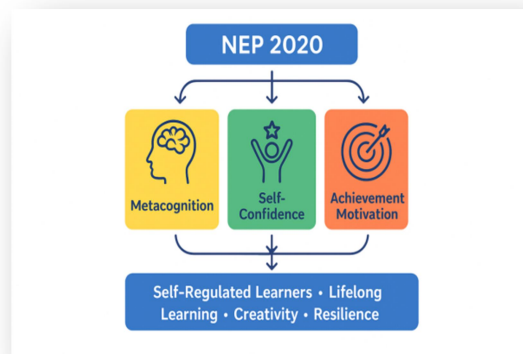 NEP 2020
Metacognition
Self-
Confidence
Achievement
Motivation
Self-Regulated Learners • Lifelong
Learning • Creativity • Resilience